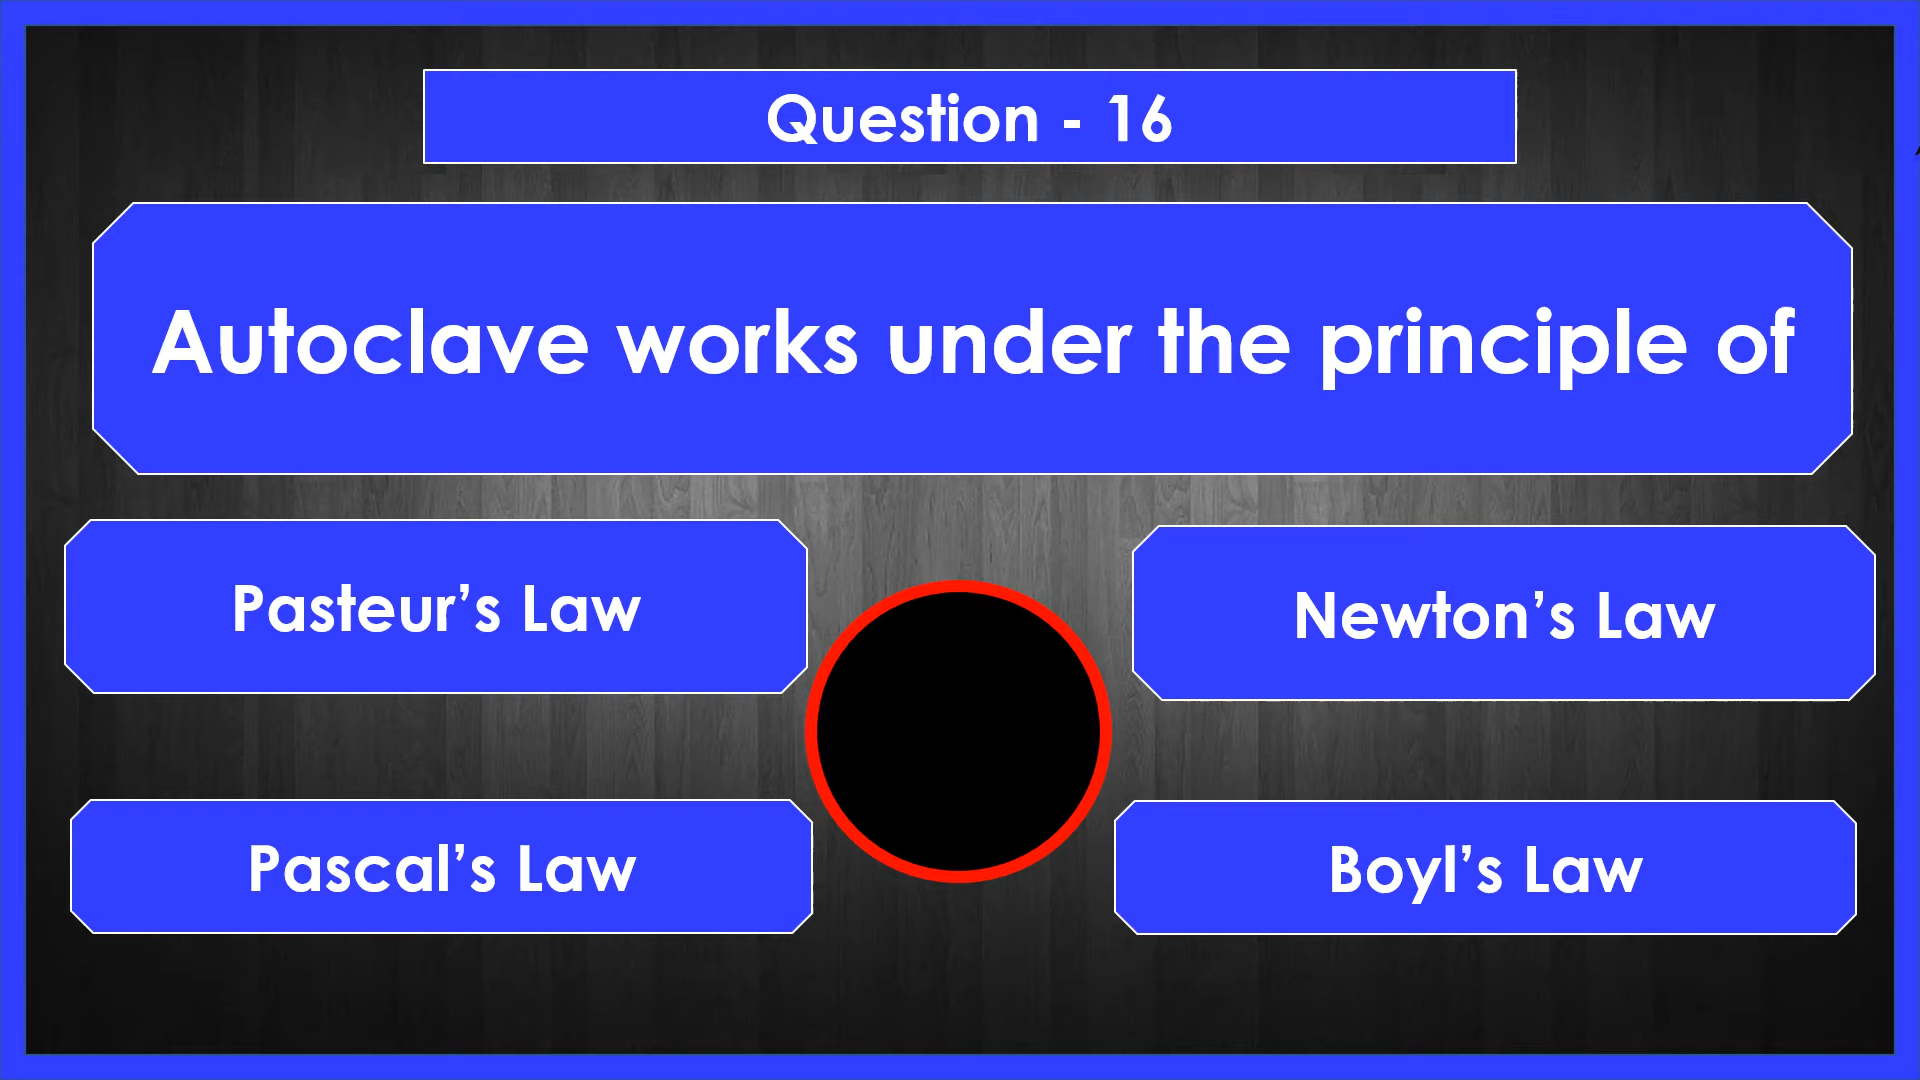 Question - 16
Autoclave works under the principle of
Pasteur’s Law
Newton’s Law
Pascal’s Law
Boyl’s Law